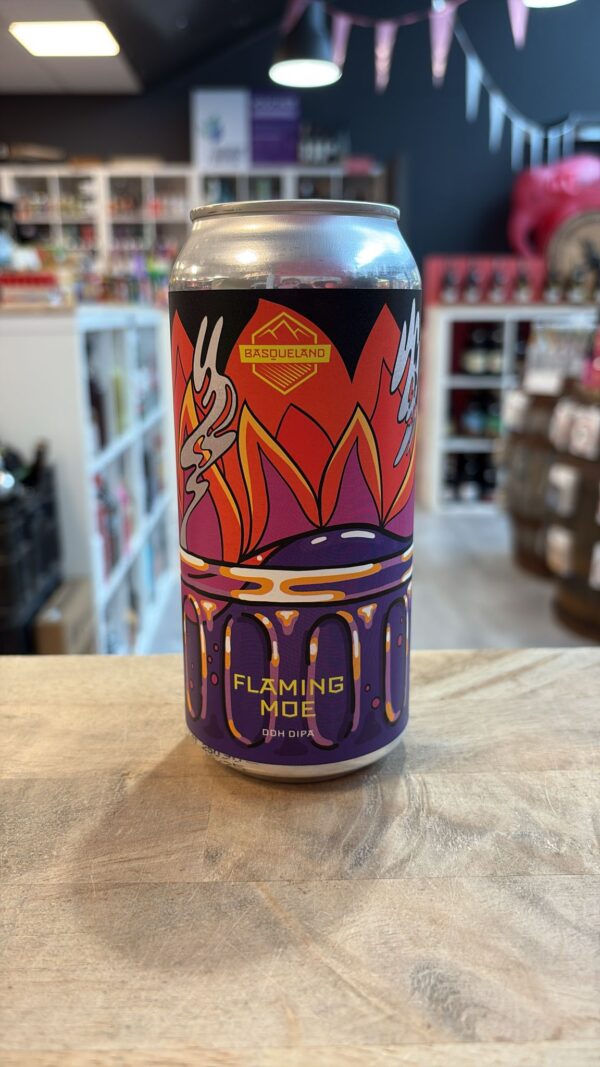 BASQUELAND
FLAMING
MOE
DDH DIPA